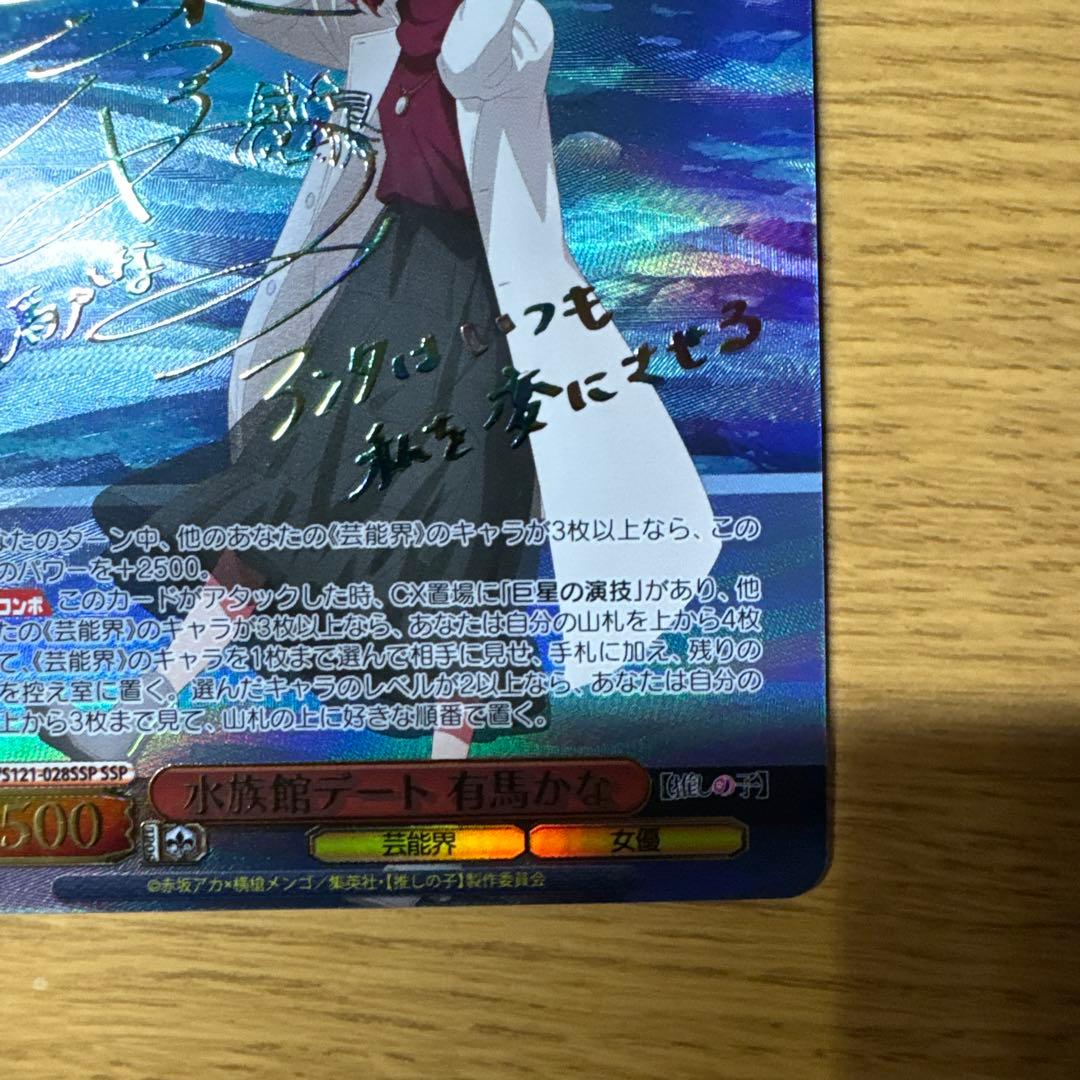 馬かな
アンタはいつも
私を変にさせる
なたのターン中、他のあなたの《芸能界》のキャラが3枚以上なら、この
のパワーを+2500。
コンボ このカードがアタックした時、CX置場に「巨星の演技」があり、他
たの《芸能界》のキャラが3枚以上なら、あなたは自分の山札を上から4枚
て、《芸能界》のキャラを1枚まで選んで相手に見せ、手札に加え、残りの
を控え室に置く。選んだキャラのレベルが2以上なら、あなたは自分の
上から3枚まで見て、山札の上に好きな順番で置く。
/S121-028SSP SSP
水族館デート 有馬かな
【推しの子】
500
soul
芸能界
女優
©赤坂アカ×横槍メンゴ／集英社・【推しの子】製作委員会